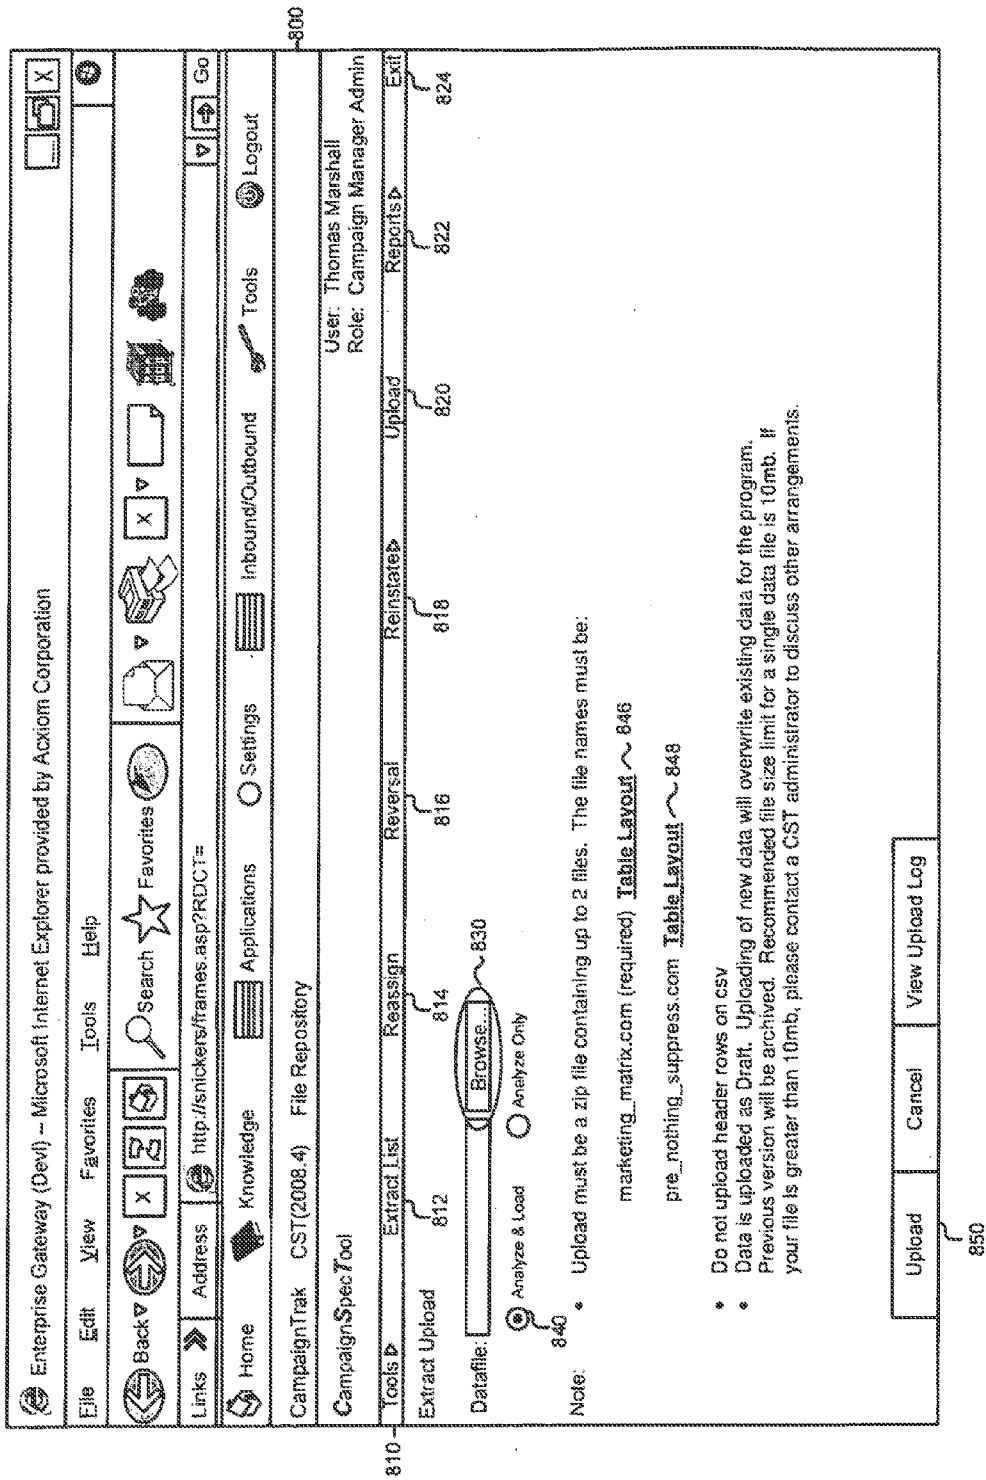 Enterprise Gateway (Devl) – Microsoft Internet Explorer provided by Acxiom Corporation
X
File Edit View Favorites Tools Help
Back X Search Favorites X
Links Address http://snickers/frames.asp?RDCT= Go
Home Knowledge Applications Settings Inbound/Outbound Tools Logout
800
CampaignTrak CST(2008.4) File Repository
CampaignSpecTool
User: Thomas Marshall
Role: Campaign Manager Admin
810
Tools Extract List Reassign Reversal Reinstate Upload Reports Exit
812 814 816 818 820 822 824
Extract Upload
Datafile: Browse... 830
Analyze & Load Analyze Only
840
Note:
• Upload must be a zip file containing up to 2 files. The file names must be:
marketing_matrix.com (required) Table Layout 846
pre_nothing_suppress.com Table Layout 848
• Do not upload header rows on csv
• Data is uploaded as Draft. Uploading of new data will overwrite existing data for the program.
Previous version will be archived. Recommended file size limit for a single data file is 10mb. If
your file is greater than 10mb, please contact a CST administrator to discuss other arrangements.
Upload Cancel View Upload Log
850